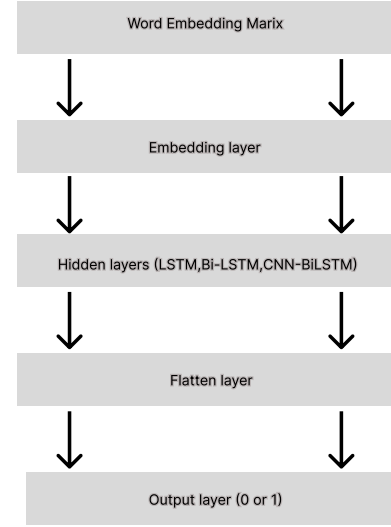 Word Embedding Marix
Embedding layer
Hidden layers (LSTM,Bi-LSTM,CNN-BiLSTM)
Flatten layer
Output layer (0 or 1)